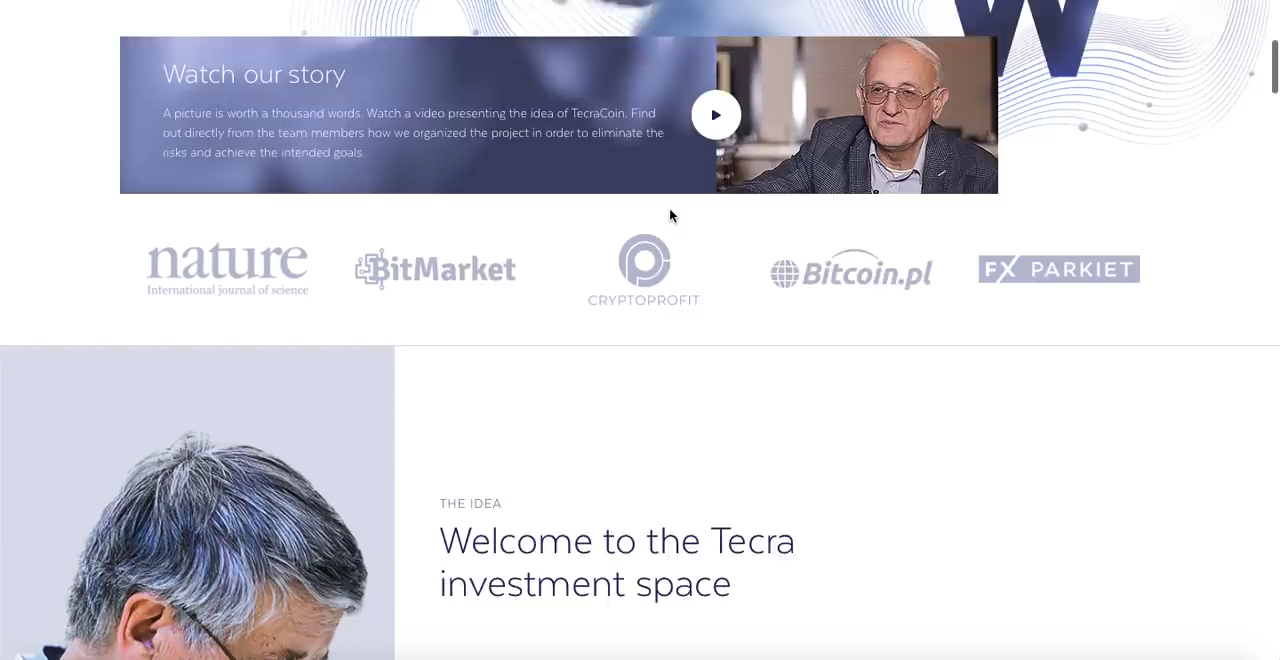 W
Watch our story
A picture is worth a thousand words. Watch a video presenting the idea of TecraCoin. Find
out directly from the team members how we organized the project in order to eliminate the
risks and achieve the intended goals.
nature
International journal of science
BitMarket
CRYPTOPROFIT
Bitcoin.pl
FX PARKIET
THE IDEA
Welcome to the Tecra
investment space